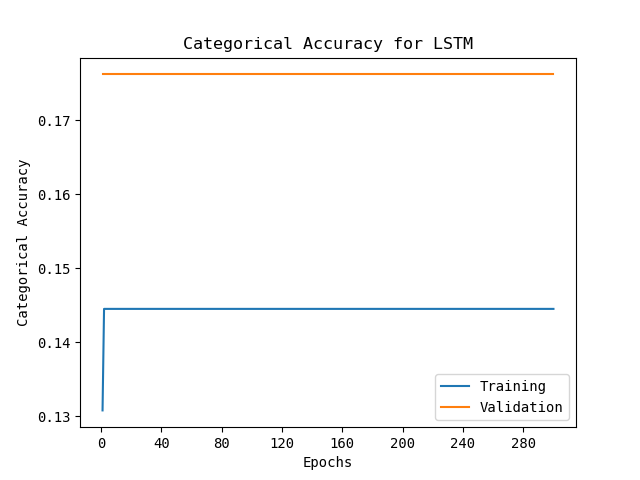 Categorical Accuracy for LSTM
Categorical Accuracy
0.17
0.16
0.15
0.14
0.13
0 40 80 120 160 200 240 280
Epochs
Training
Validation